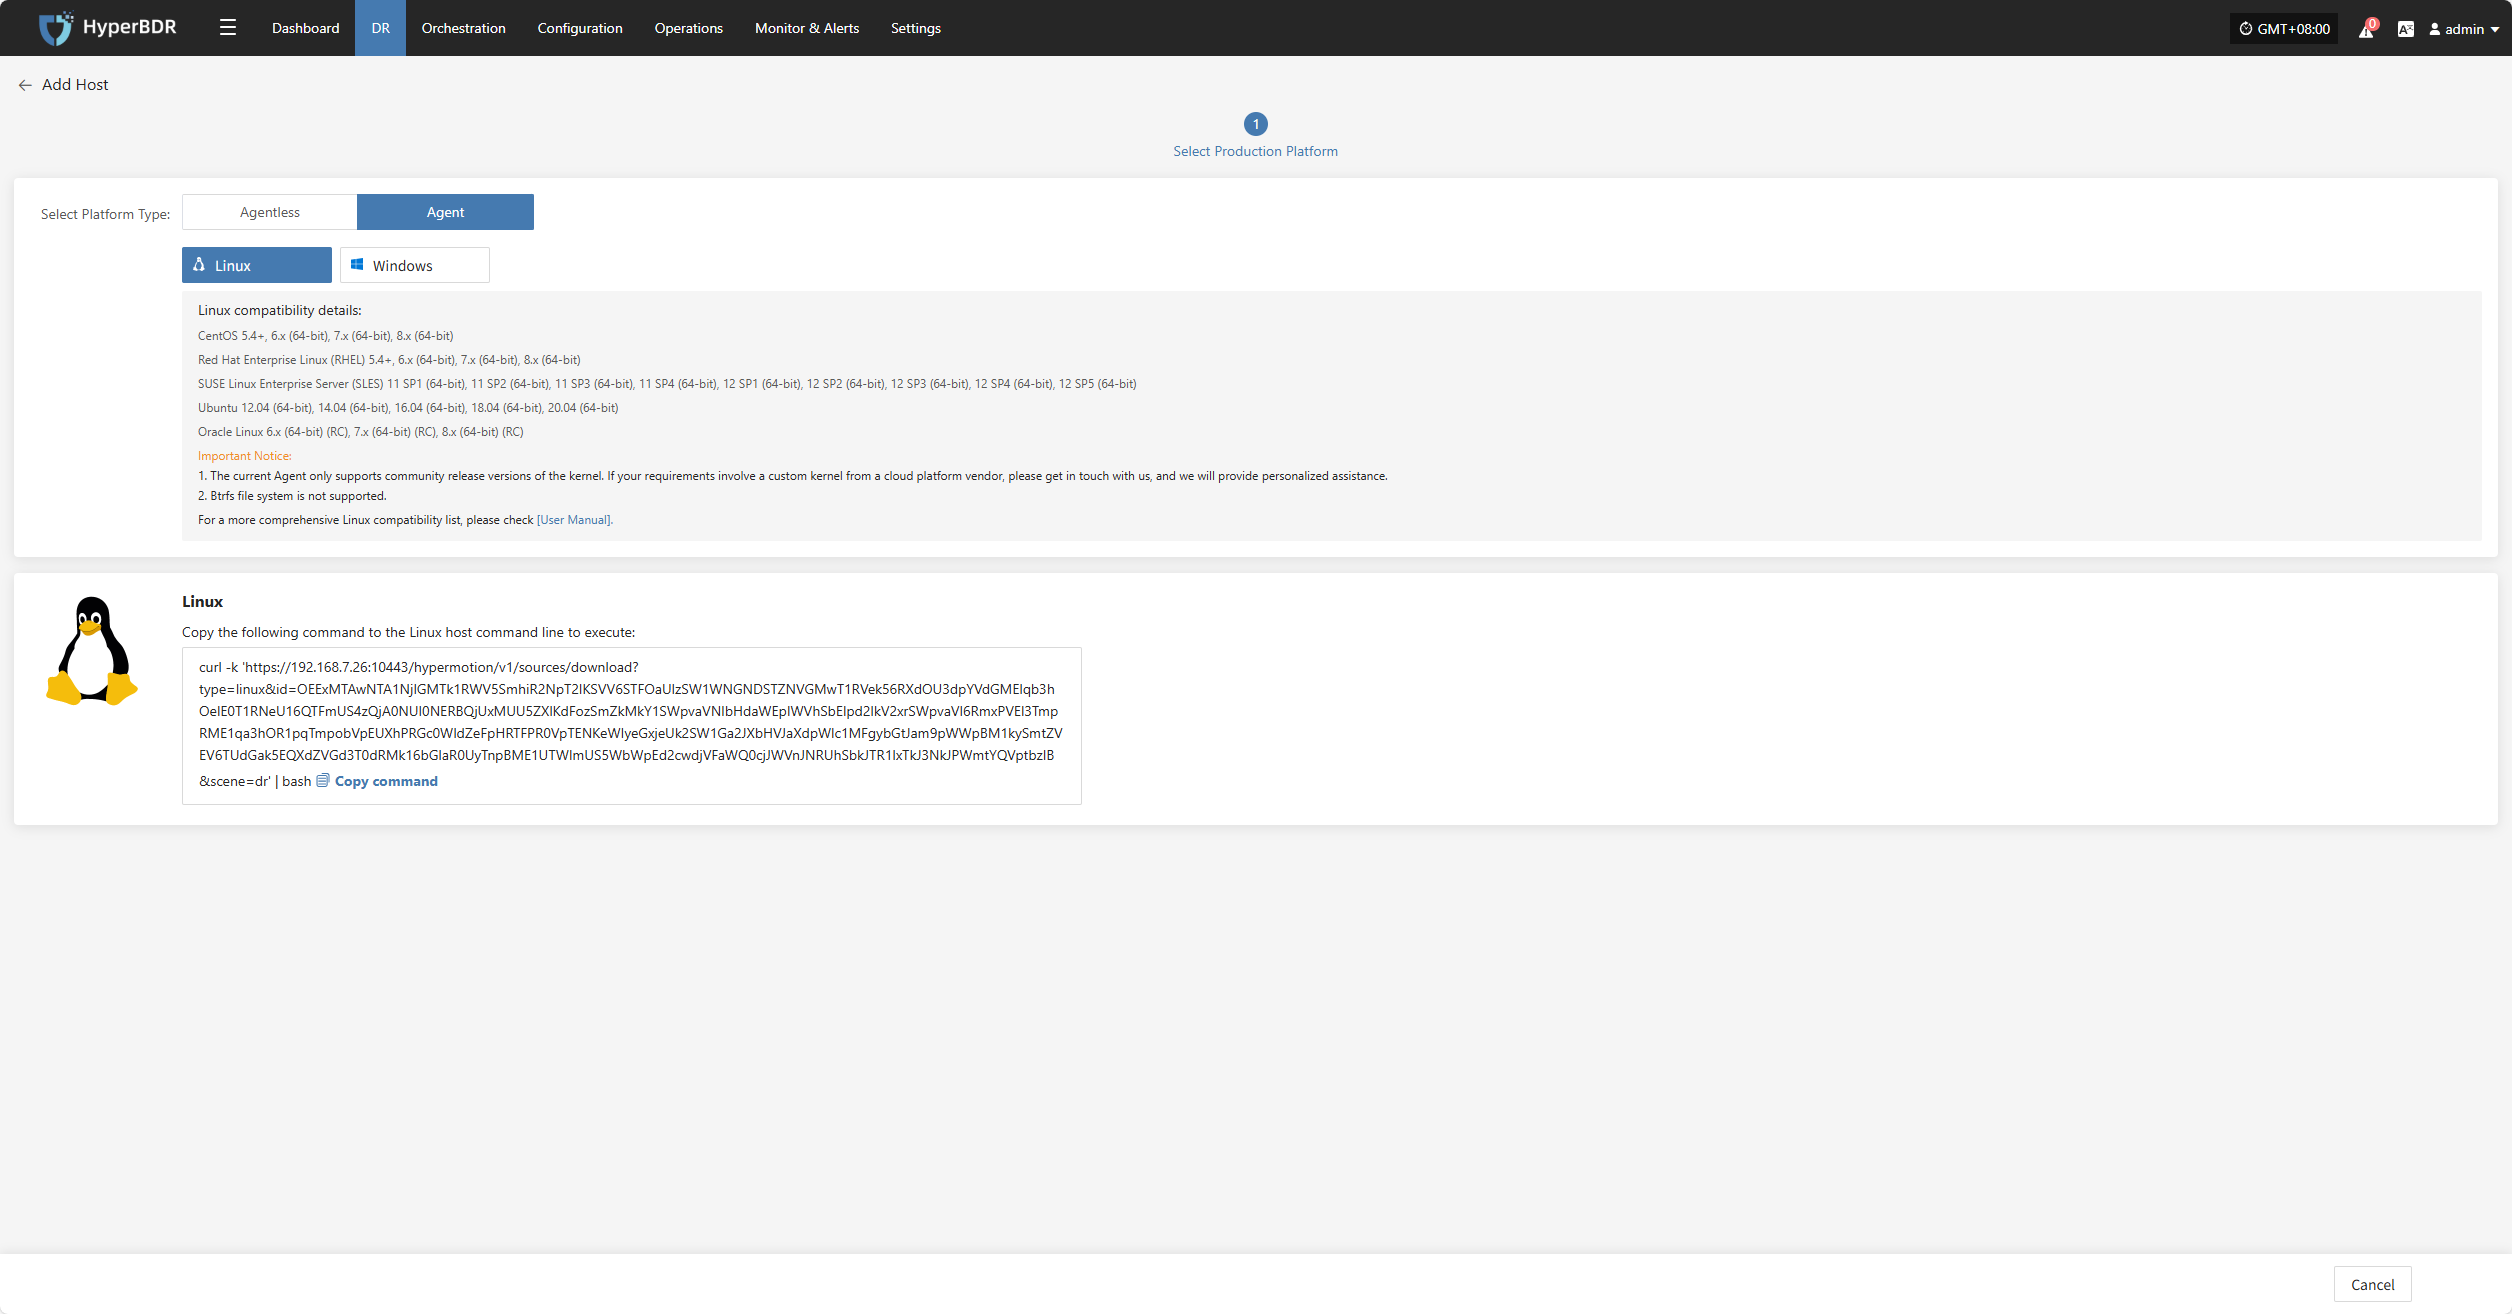 HyperBDR
Dashboard DR Orchestration Configuration Operations Monitor & Alerts Settings
GMT+08:00 0 admin
Add Host
1
Select Production Platform
Select Platform Type: Agentless Agent
Linux Windows
Linux compatibility details:
CentOS 5.4+, 6.x (64-bit), 7.x (64-bit), 8.x (64-bit)
Red Hat Enterprise Linux (RHEL) 5.4+, 6.x (64-bit), 7.x (64-bit), 8.x (64-bit)
SUSE Linux Enterprise Server (SLES) 11 SP1 (64-bit), 11 SP2 (64-bit), 11 SP3 (64-bit), 11 SP4 (64-bit), 12 SP1 (64-bit), 12 SP2 (64-bit), 12 SP3 (64-bit), 12 SP4 (64-bit), 12 SP5 (64-bit)
Ubuntu 12.04 (64-bit), 14.04 (64-bit), 16.04 (64-bit), 18.04 (64-bit), 20.04 (64-bit)
Oracle Linux 6.x (64-bit) (RC), 7.x (64-bit) (RC), 8.x (64-bit) (RC)
Important Notice:
1. The current Agent only supports community release versions of the kernel. If your requirements involve a custom kernel from a cloud platform vendor, please get in touch with us, and we will provide personalized assistance.
2. Btrfs file system is not supported.
For a more comprehensive Linux compatibility list, please check [User Manual].
Linux
Copy the following command to the Linux host command line to execute:
curl -k 'https://192.168.7.26:10443/hypermotion/v1/sources/download?
&scene=dr' | bash Copy command
Cancel